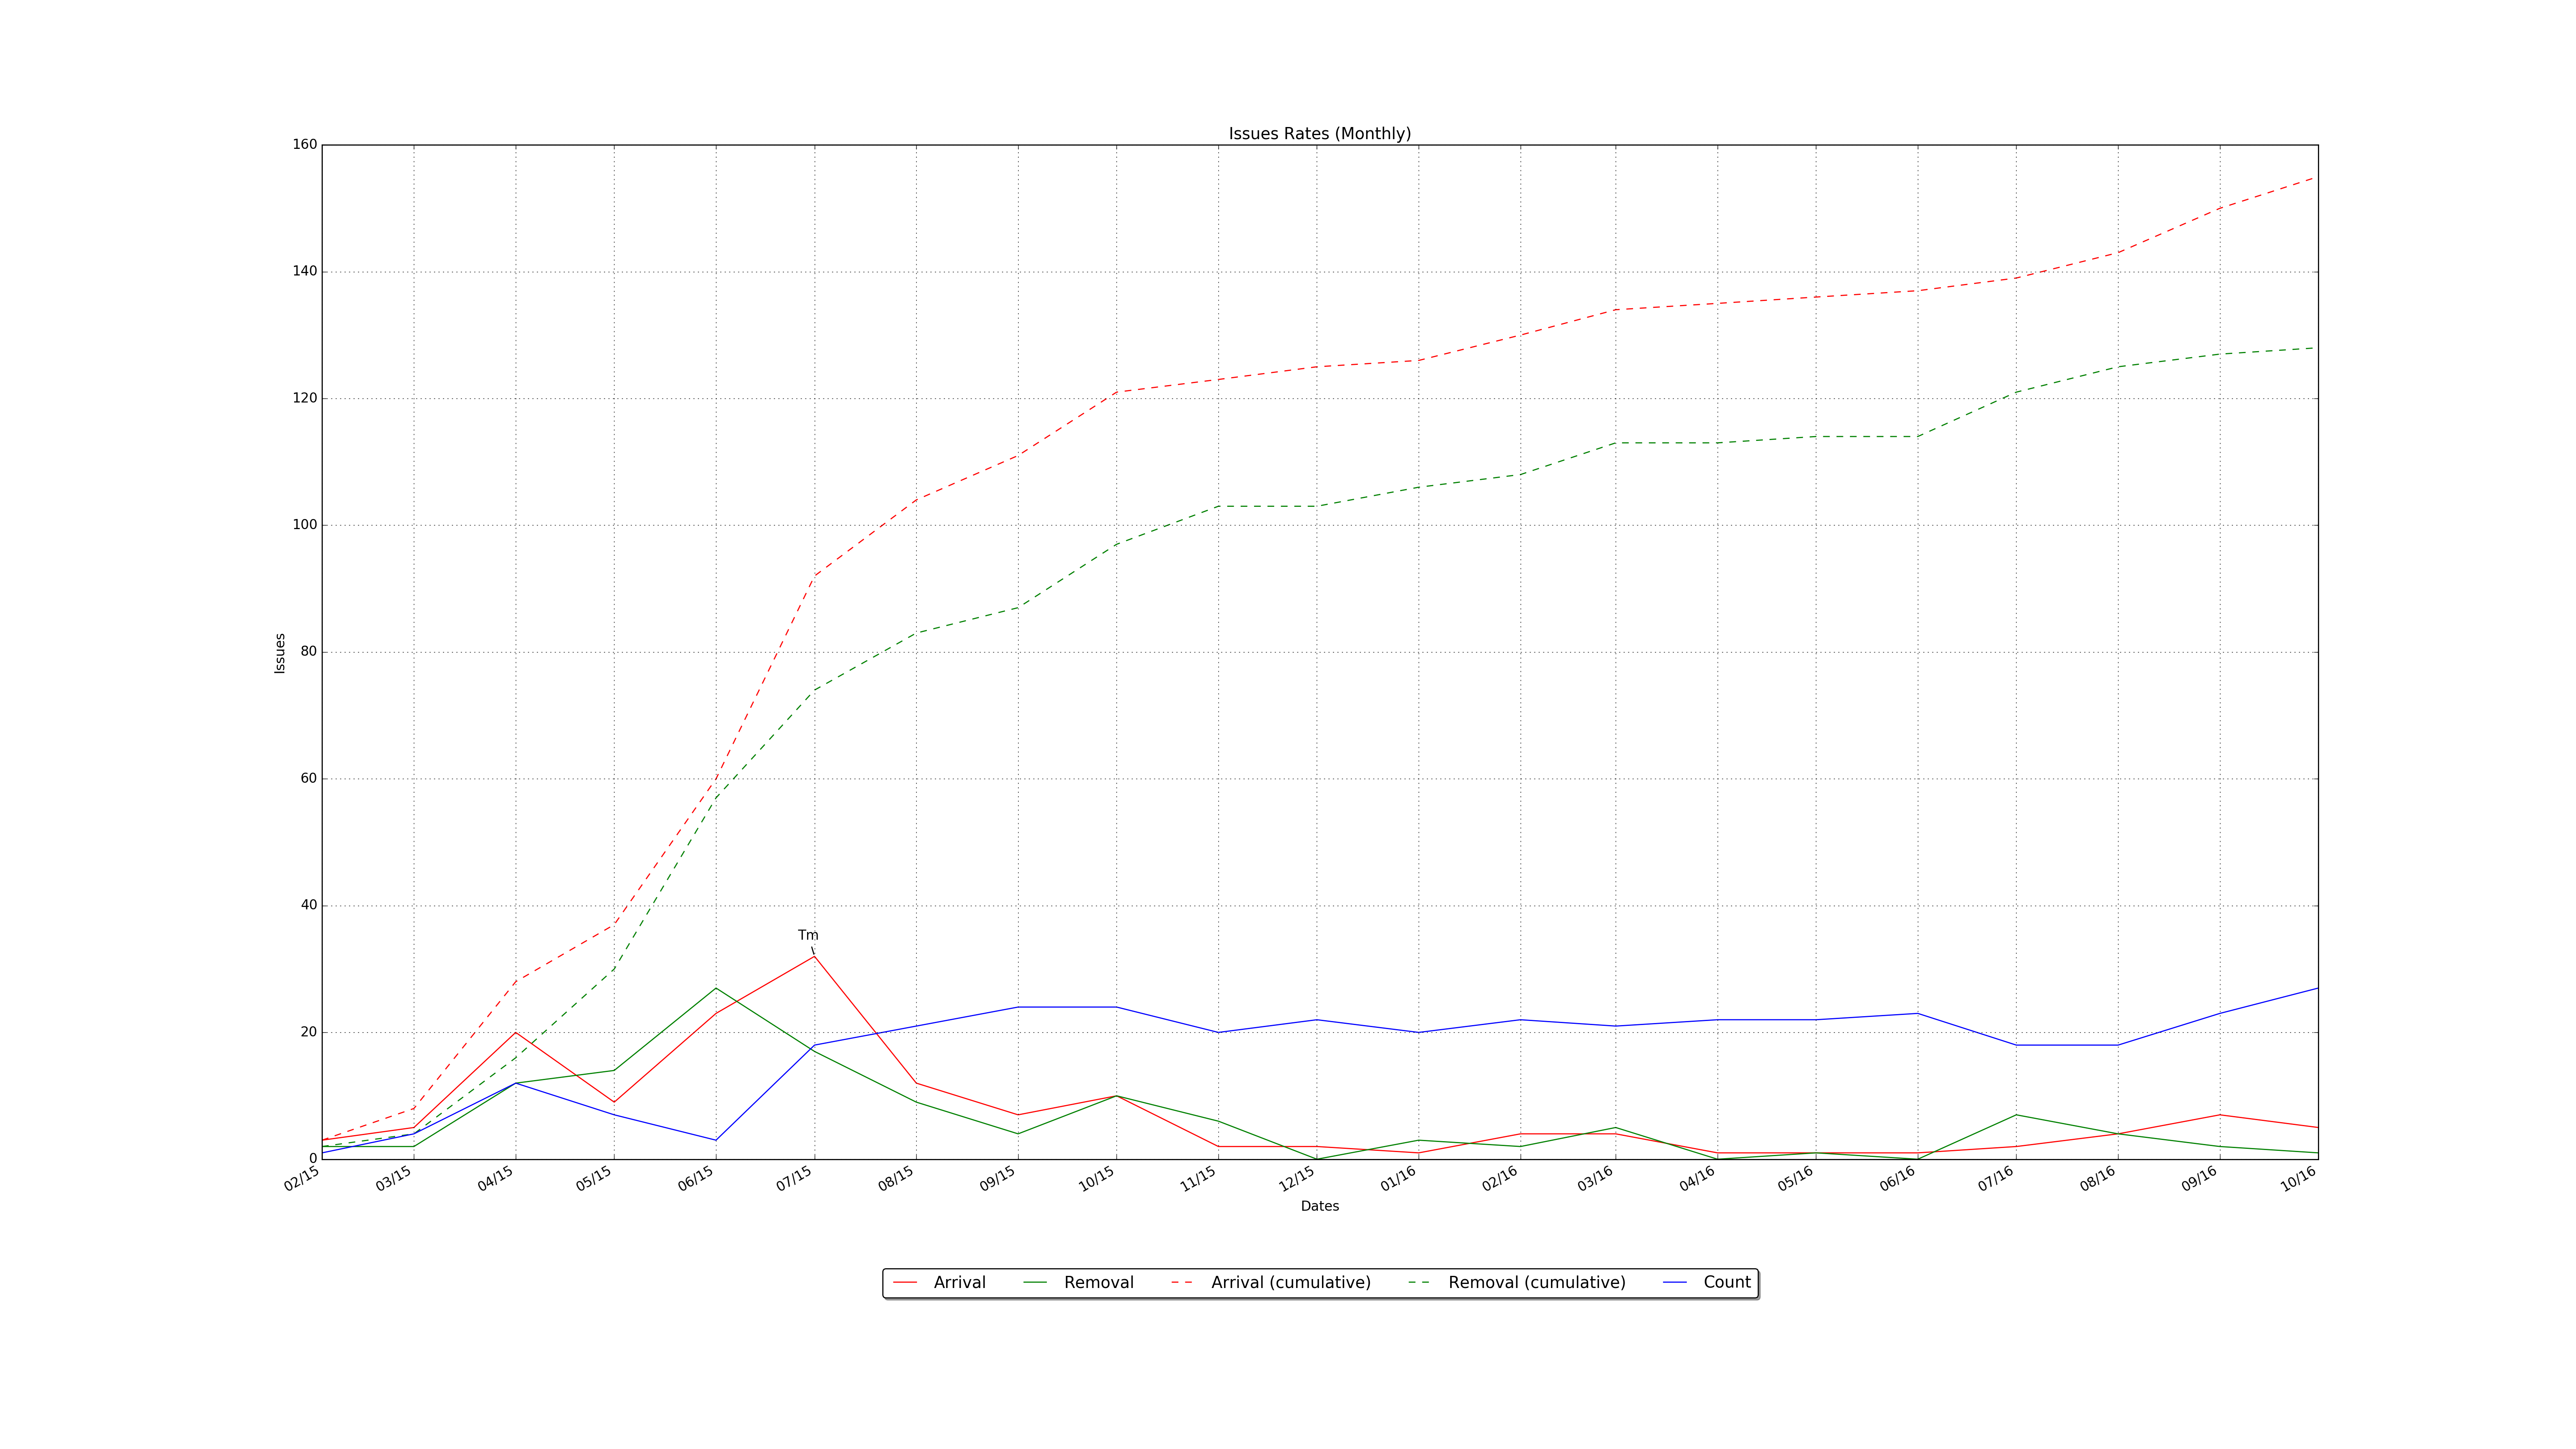 Issues Rates (Monthly)
160
140
120
100
80
60
40
20
0
Issues
Tm
02/15 03/15 04/15 05/15 06/15 07/15 08/15 09/15 10/15 11/15 12/15 01/16 02/16 03/16 04/16 05/16 06/16 07/16 08/16 09/16 10/16
Dates
Arrival Removal Arrival (cumulative) Removal (cumulative) Count